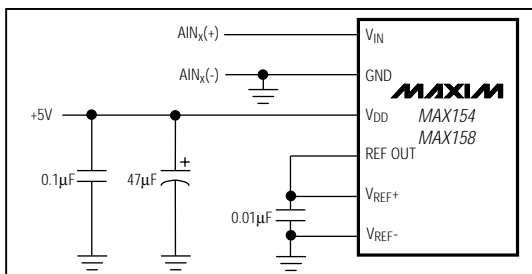 AINx(+)
VIN
AINx(-)
GND
MAXIM
+5V
VDD
MAX154
MAX158
REF OUT
+
0.1μF
47μF
VREF+
0.01μF
VREF-